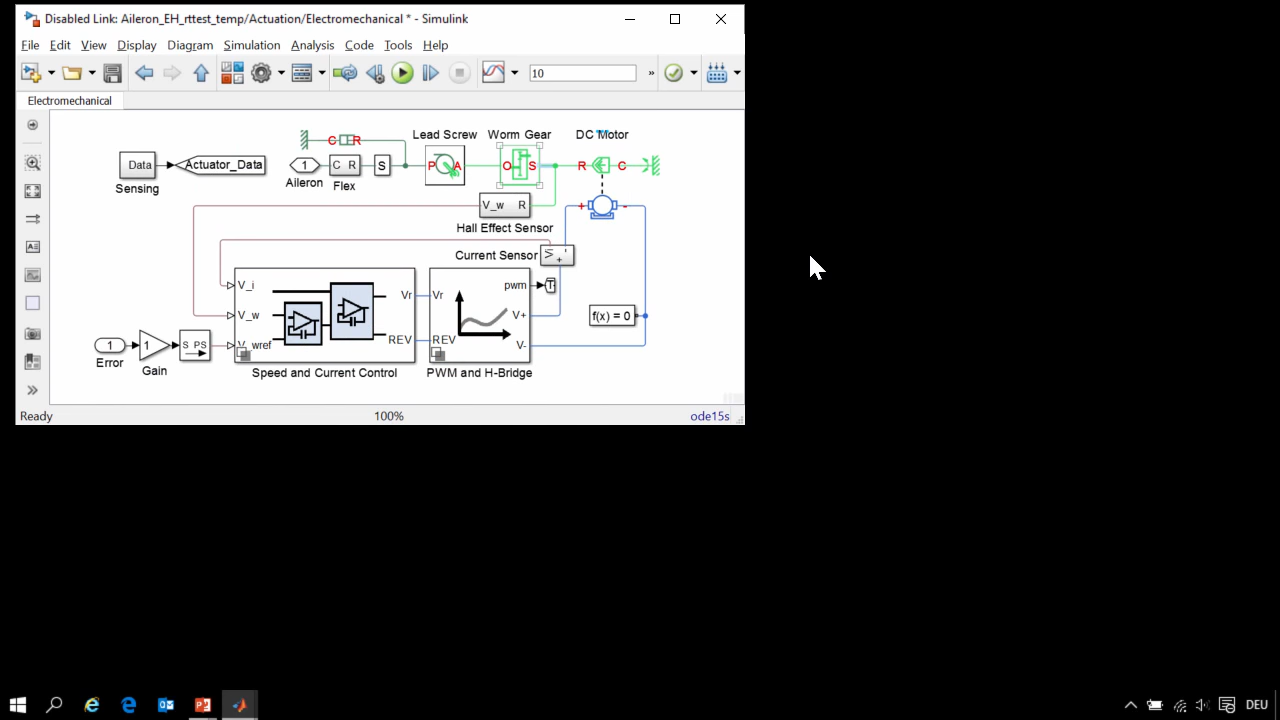 Disabled Link: Aileron_EH_rttest_temp/Actuation/Electromechanical * - Simulink
File Edit View Display Diagram Simulation Analysis Code Tools Help
10 »
Electromechanical
Lead Screw Worm Gear DC Motor
C R
Data Actuator_Data 1 C R S P A O S R C
Sensing Aileron Flex
V_w R + -
Hall Effect Sensor
Current Sensor Vi - +
V_i pwm T
Vr Vr
V_w V+ f(x) = 0
REV REV
1 1 S PS V_wref V-
Error Gain
Speed and Current Control PWM and H-Bridge
Ready 100% ode15s
DEU